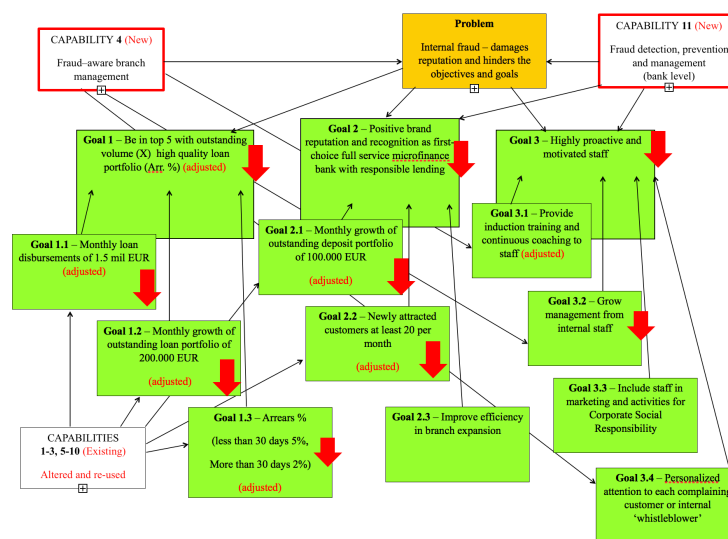 CAPABILITY 4 (New)
Fraud–aware branch
management
Problem
Internal fraud – damages
reputation and hinders the
objectives and goals
CAPABILITY 11 (New)
Fraud detection, prevention
and management
(bank level)
Goal 1 – Be in top 5 with outstanding
volume (X) high quality loan
portfolio (Arr. %) (adjusted)
Goal 2 – Positive brand
reputation and recognition as first-
choice full service microfinance
bank with responsible lending
Goal 3 – Highly proactive and
motivated staff
Goal 1.1 – Monthly loan
disbursements of 1.5 mil EUR
(adjusted)
Goal 2.1 – Monthly growth of
outstanding deposit portfolio
of 100.000 EUR
(adjusted)
Goal 3.1 – Provide
induction training and
continuous coaching to
staff (adjusted)
Goal 1.2 – Monthly growth of
outstanding loan portfolio of
200.000 EUR
(adjusted)
Goal 2.2 – Newly attracted
customers at least 20 per
month
(adjusted)
Goal 3.2 – Grow
management from
internal staff
Goal 1.3 – Arrears %
(less than 30 days 5%,
More than 30 days 2%)
(adjusted)
Goal 2.3 – Improve efficiency
in branch expansion
Goal 3.3 – Include staff in
marketing and activities for
Corporate Social
Responsibility
CAPABILITIES
1-3, 5-10 (Existing)
Altered and re-used
Goal 3.4 – Personalized
attention to each complaining
customer or internal
‘whistleblower’